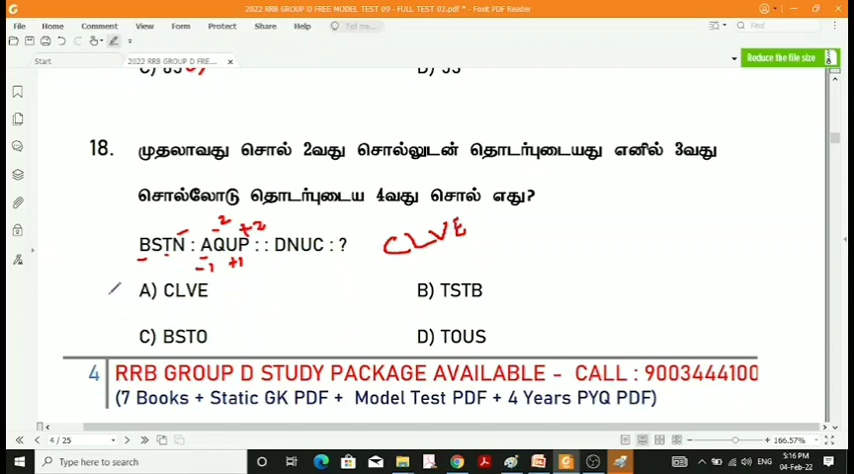 2022 RRB GROUP D FREE MODEL TEST 09 - FULL TEST 02.pdf * - Foxit PDF Reader
File Home Comment View Form Protect Share Help Tell me... Find
Start 2022 RRB GROUP D FREE... Reduce the file size
18. முதலாவது சொல் 2வது சொல்லுடன் தொடர்புடையது எனில் 3வது
சொல்லோடு தொடர்புடைய 4வது சொல் எது?
-2 +2
BSTN : AQUP : : DNUC : ? CLVE
-1 +1
A) CLVE B) TSTB
C) BSTO D) TOUS
4 RRB GROUP D STUDY PACKAGE AVAILABLE - CALL : 9003444100
(7 Books + Static GK PDF + Model Test PDF + 4 Years PYQ PDF)
4 / 25 166.57%
Type here to search ENG 5:16 PM
04-Feb-22